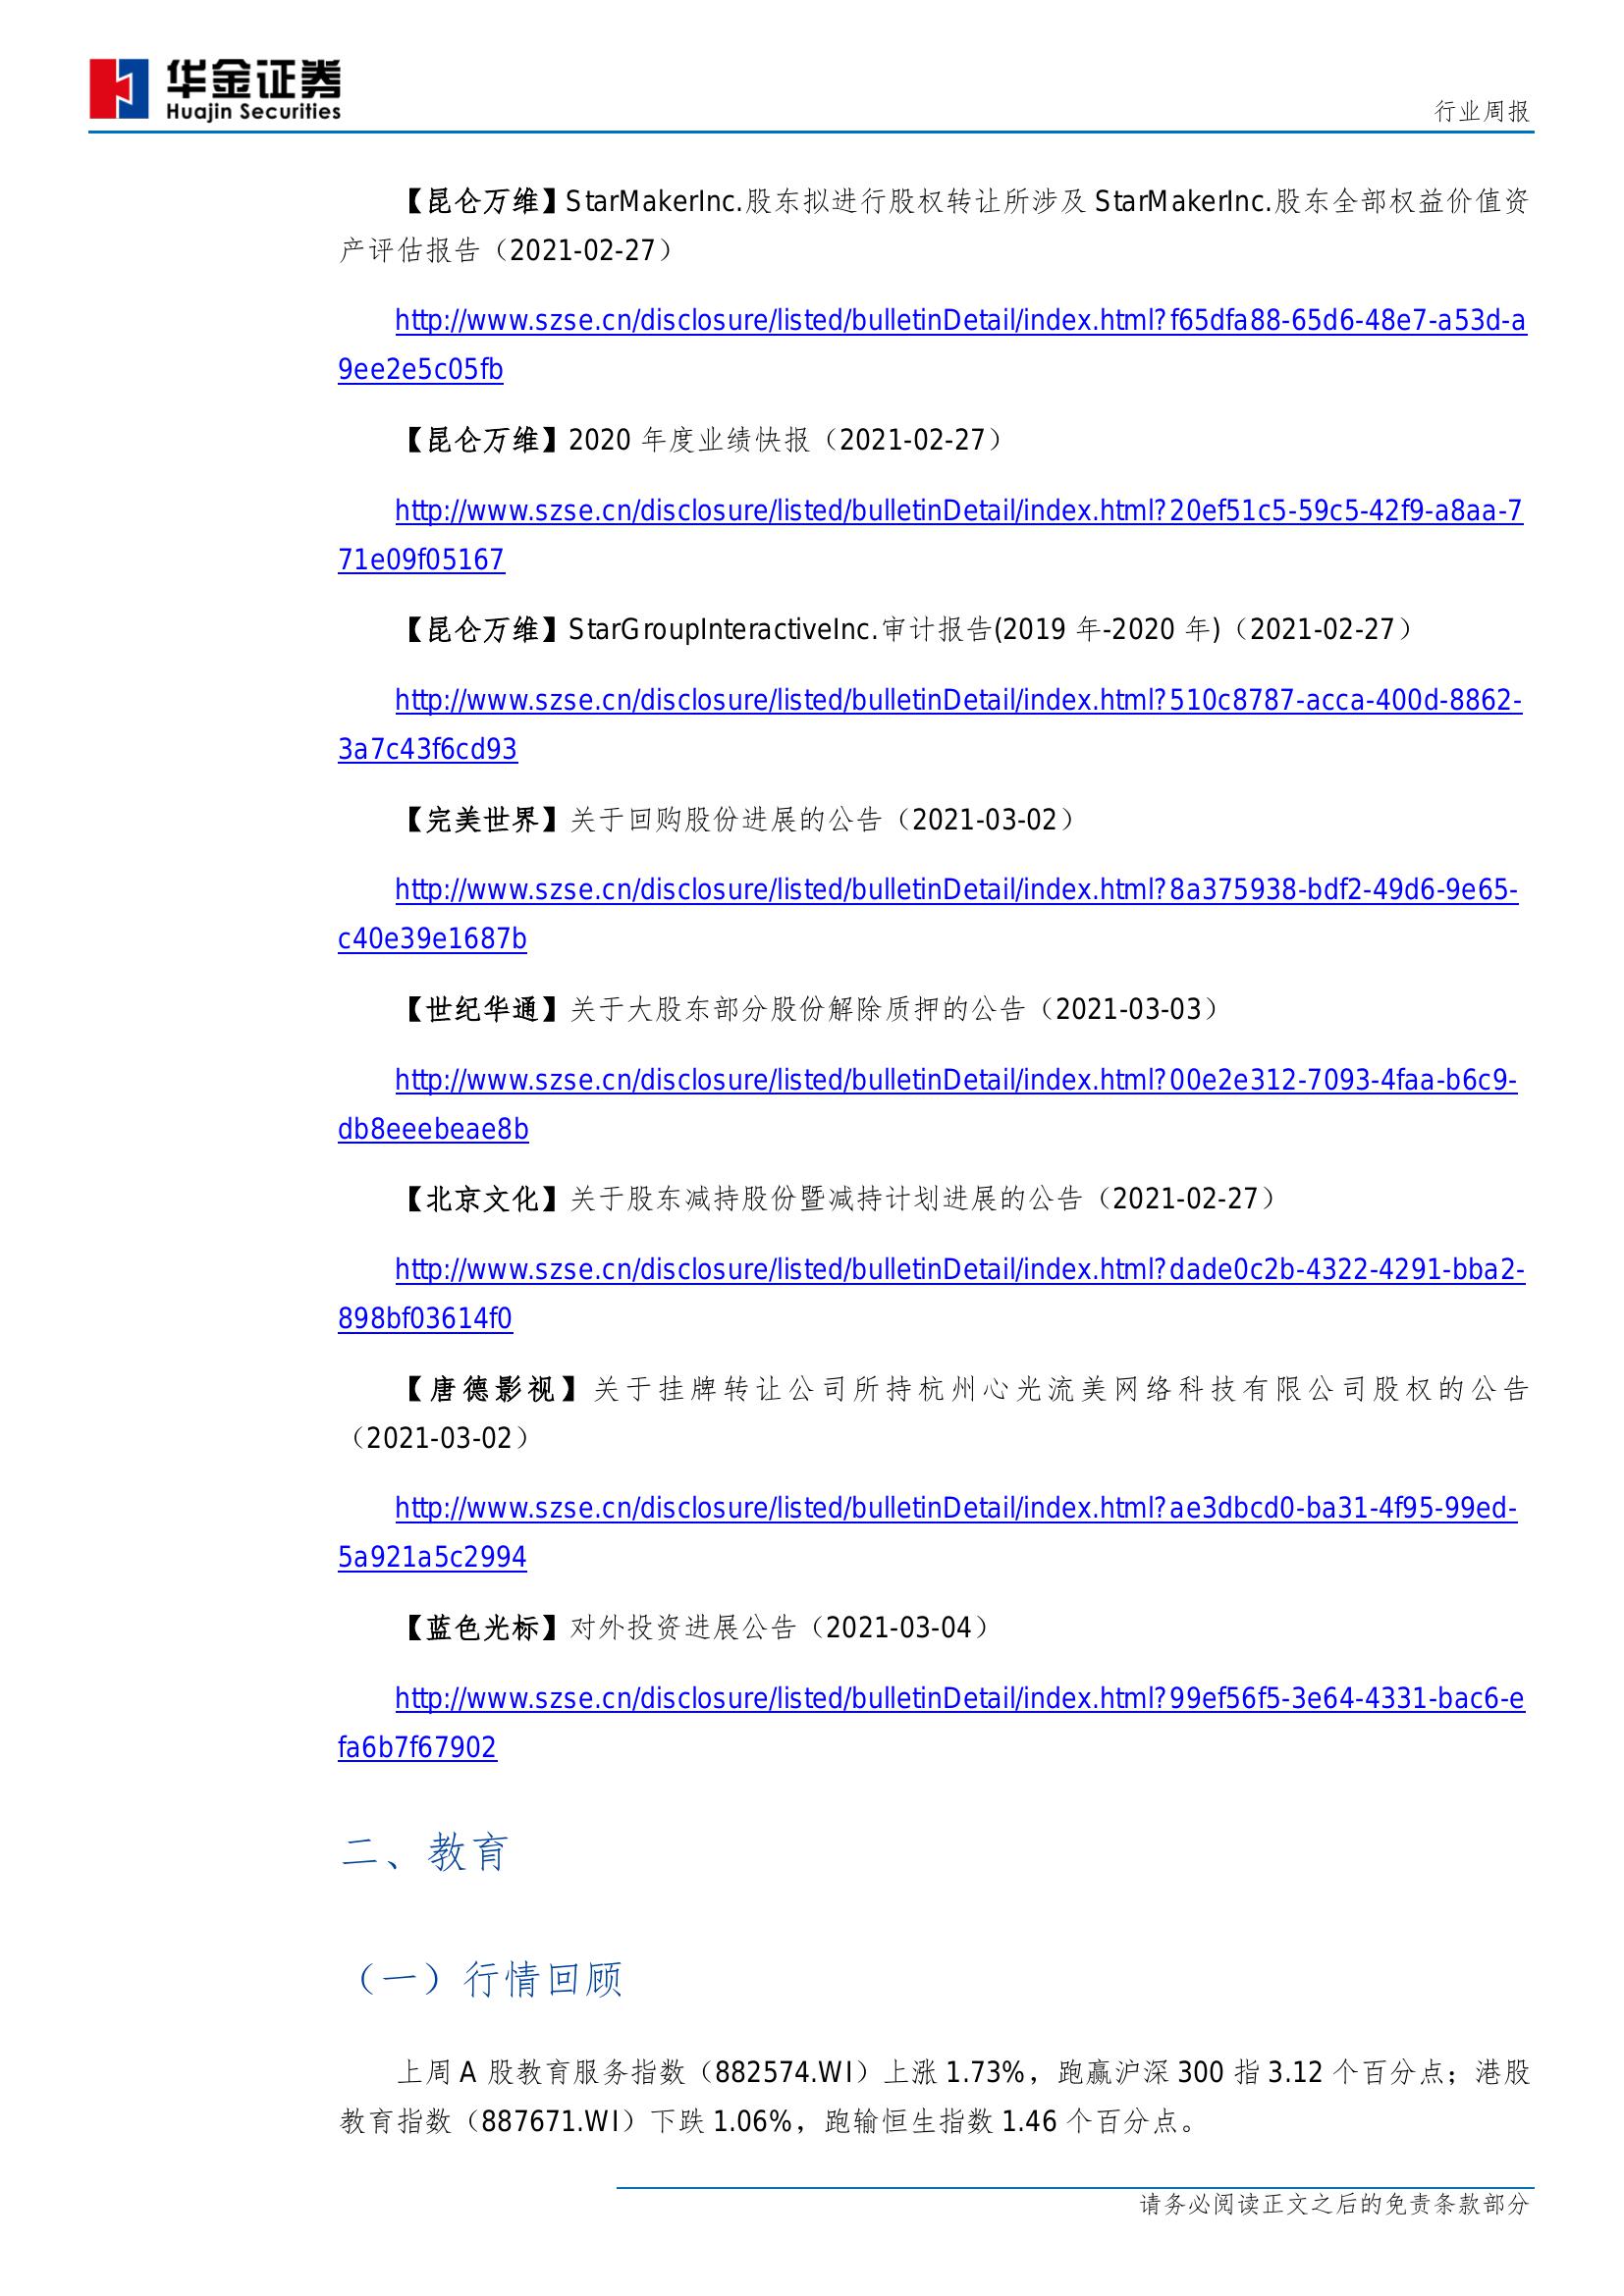 华金证券
Huajin Securities
行业周报
【昆仑万维】StarMakerInc.股东拟进行股权转让所涉及 StarMakerInc.股东全部权益价值资
产评估报告（2021-02-27）
http://www.szse.cn/disclosure/listed/bulletinDetail/index.html?f65dfa88-65d6-48e7-a53d-a
9ee2e5c05fb
【昆仑万维】2020 年度业绩快报（2021-02-27）
http://www.szse.cn/disclosure/listed/bulletinDetail/index.html?20ef51c5-59c5-42f9-a8aa-7
71e09f05167
【昆仑万维】StarGroupInteractiveInc.审计报告(2019 年-2020 年)（2021-02-27）
http://www.szse.cn/disclosure/listed/bulletinDetail/index.html?510c8787-acca-400d-8862-
3a7c43f6cd93
【完美世界】关于回购股份进展的公告（2021-03-02）
http://www.szse.cn/disclosure/listed/bulletinDetail/index.html?8a375938-bdf2-49d6-9e65-
c40e39e1687b
【世纪华通】关于大股东部分股份解除质押的公告（2021-03-03）
http://www.szse.cn/disclosure/listed/bulletinDetail/index.html?00e2e312-7093-4faa-b6c9-
db8eeebeae8b
【北京文化】关于股东减持股份暨减持计划进展的公告（2021-02-27）
http://www.szse.cn/disclosure/listed/bulletinDetail/index.html?dade0c2b-4322-4291-bba2-
898bf03614f0
【唐德影视】关于挂牌转让公司所持杭州心光流美网络科技有限公司股权的公告
（2021-03-02）
http://www.szse.cn/disclosure/listed/bulletinDetail/index.html?ae3dbcd0-ba31-4f95-99ed-
5a921a5c2994
【蓝色光标】对外投资进展公告（2021-03-04）
http://www.szse.cn/disclosure/listed/bulletinDetail/index.html?99ef56f5-3e64-4331-bac6-e
fa6b7f67902
二、教育
（一）行情回顾
上周 A 股教育服务指数（882574.WI）上涨 1.73%，跑赢沪深 300 指 3.12 个百分点；港股
教育指数（887671.WI）下跌 1.06%，跑输恒生指数 1.46 个百分点。
请务必阅读正文之后的免责条款部分